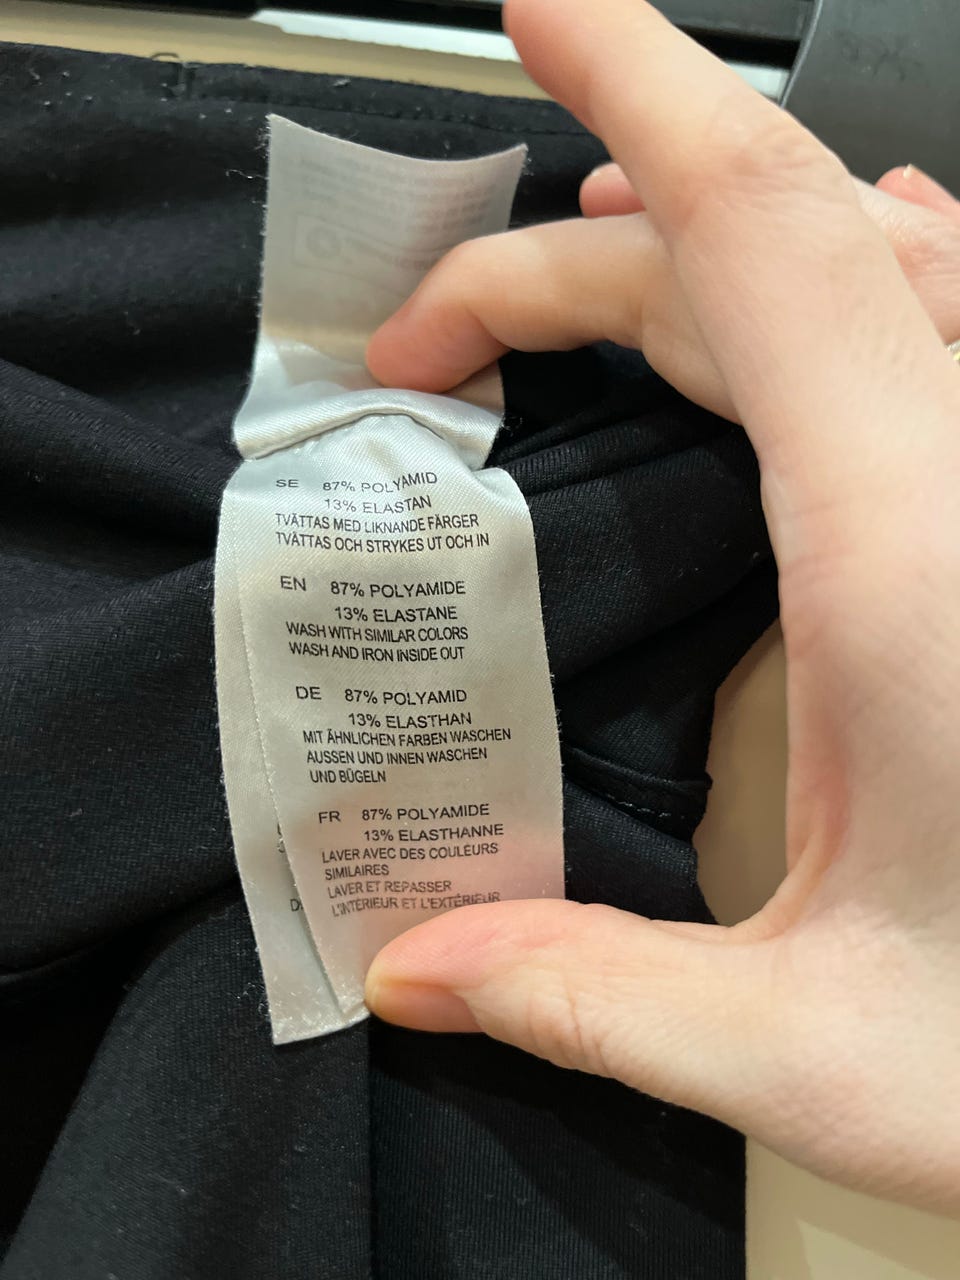 SE 87% POLYAMID
13% ELASTAN
TVÄTTAS MED LIKNANDE FÄRGER
TVÄTTAS OCH STRYKES UT OCH IN
EN 87% POLYAMIDE
13% ELASTANE
WASH WITH SIMILAR COLORS
WASH AND IRON INSIDE OUT
DE 87% POLYAMID
13% ELASTHAN
MIT ÄHNLICHEN FARBEN WASCHEN
AUSSEN UND INNEN WASCHEN
UND BÜGELN
FR 87% POLYAMIDE
13% ELASTHANNE
LAVER AVEC DES COULEURS
SIMILAIRES
LAVER ET REPASSER
L'INTÉRIEUR ET L'EXTÉRIEUR